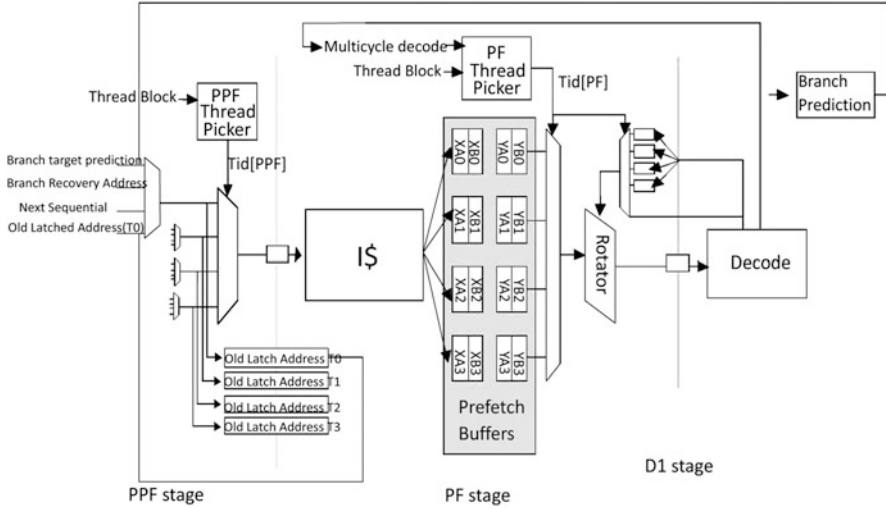 Multicycle decode
Thread Block
PF
Thread
Picker
Tid[PF]
Branch
Prediction
Thread Block
PPF
Thread
Picker
Tid[PPF]
Branch target prediction
Branch Recovery Address
Next Sequential
Old Latched Address(T0)
I$
XA0
XB0
YA0
YB0
XA1
XB1
YA1
YB1
XA2
XB2
YA2
YB2
XA3
XB3
YA3
YB3
Prefetch
Buffers
Rotator
Decode
Old Latch Address T0
Old Latch Address T1
Old Latch Address T2
Old Latch Address T3
PPF stage
PF stage
D1 stage